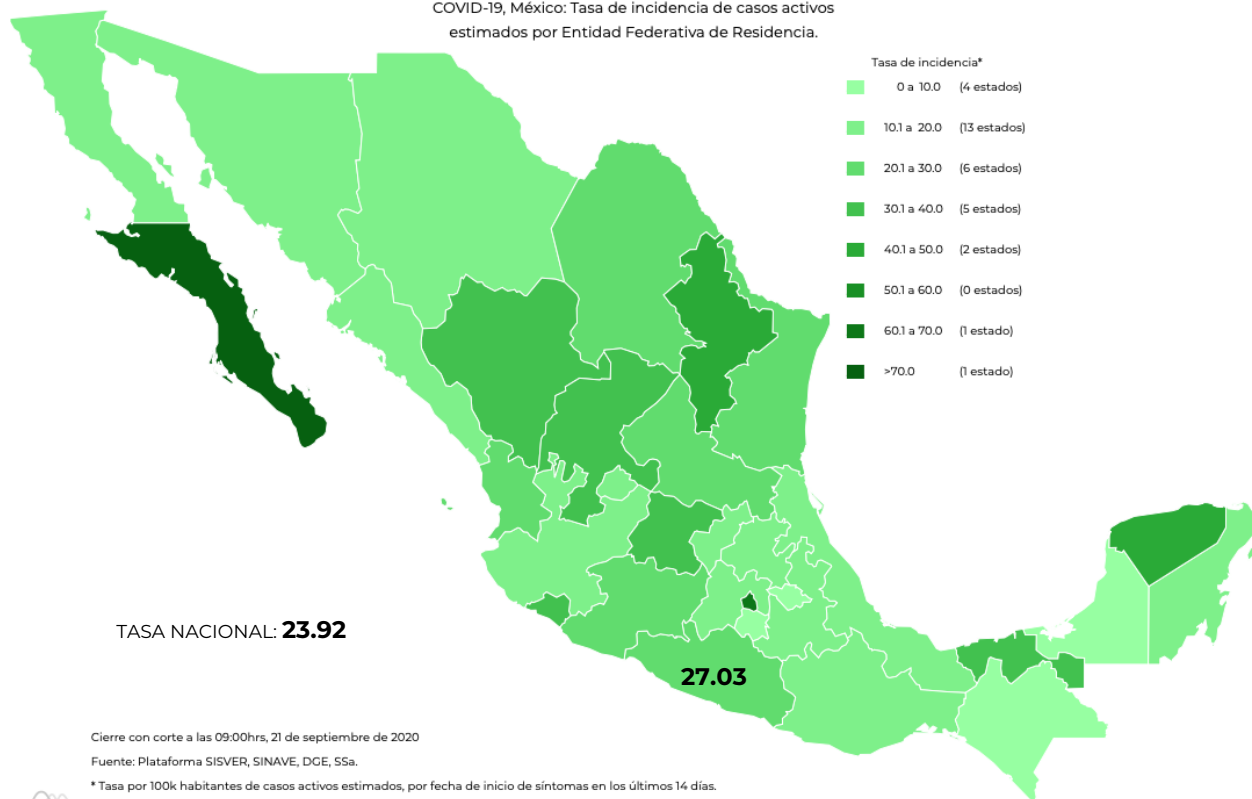 COVID-19, México: Tasa de incidencia de casos activos
estimados por Entidad Federativa de Residencia.
Tasa de incidencia*
0 a 10.0 (4 estados)
10.1 a 20.0 (13 estados)
20.1 a 30.0 (6 estados)
30.1 a 40.0 (5 estados)
40.1 a 50.0 (2 estados)
50.1 a 60.0 (0 estados)
60.1 a 70.0 (1 estado)
>70.0 (1 estado)
TASA NACIONAL: 23.92
27.03
Cierre con corte a las 09:00hrs, 21 de septiembre de 2020
Fuente: Plataforma SISVER, SINAVE, DGE, SSa.
* Tasa por 100k habitantes de casos activos estimados, por fecha de inicio de síntomas en los últimos 14 días.